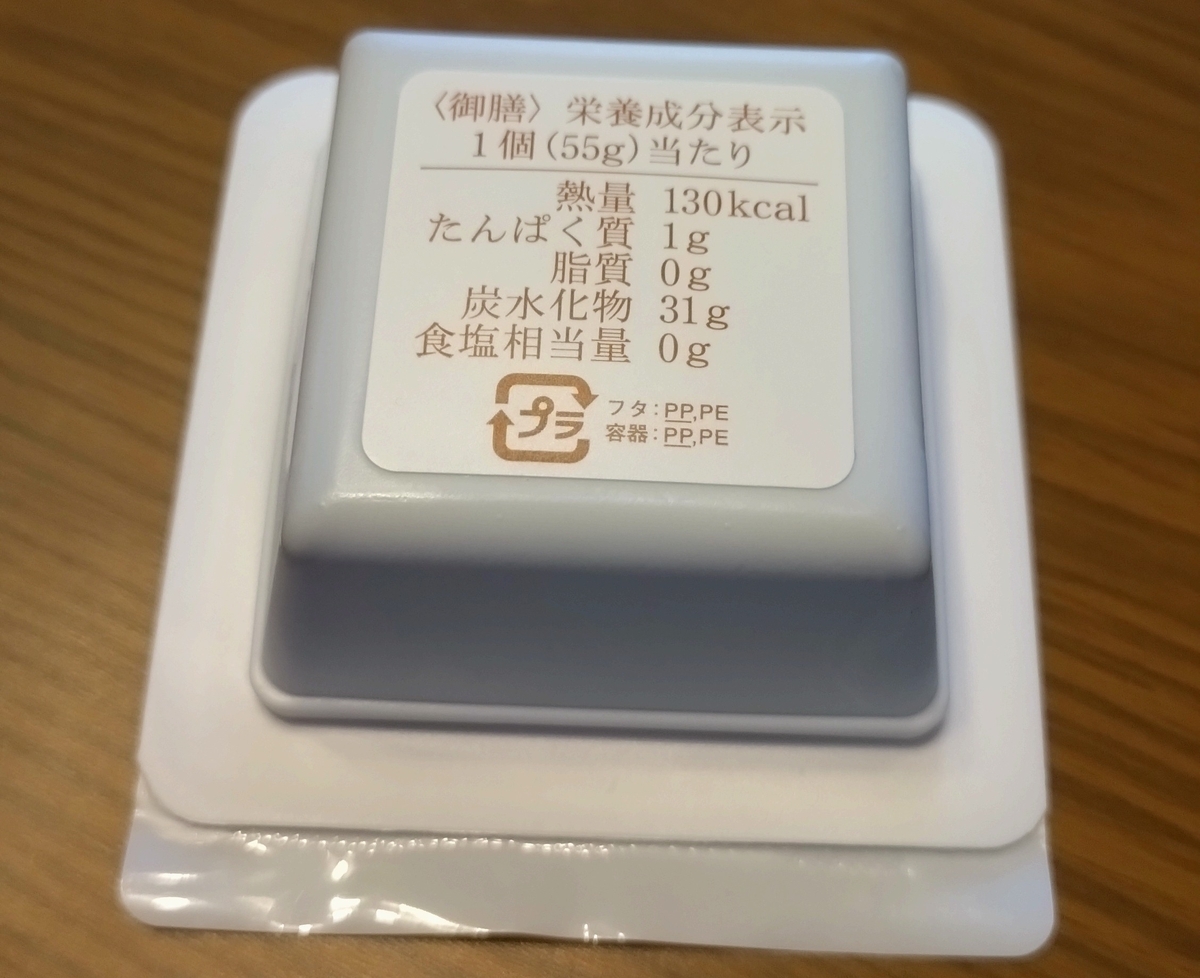 〈御膳〉栄養成分表示
1個(55g)当たり
熱量 130kcal
たんぱく質 1g
脂質 0g
炭水化物 31g
食塩相当量 0g
プラ
フタ:PP,PE
容器:PP,PE